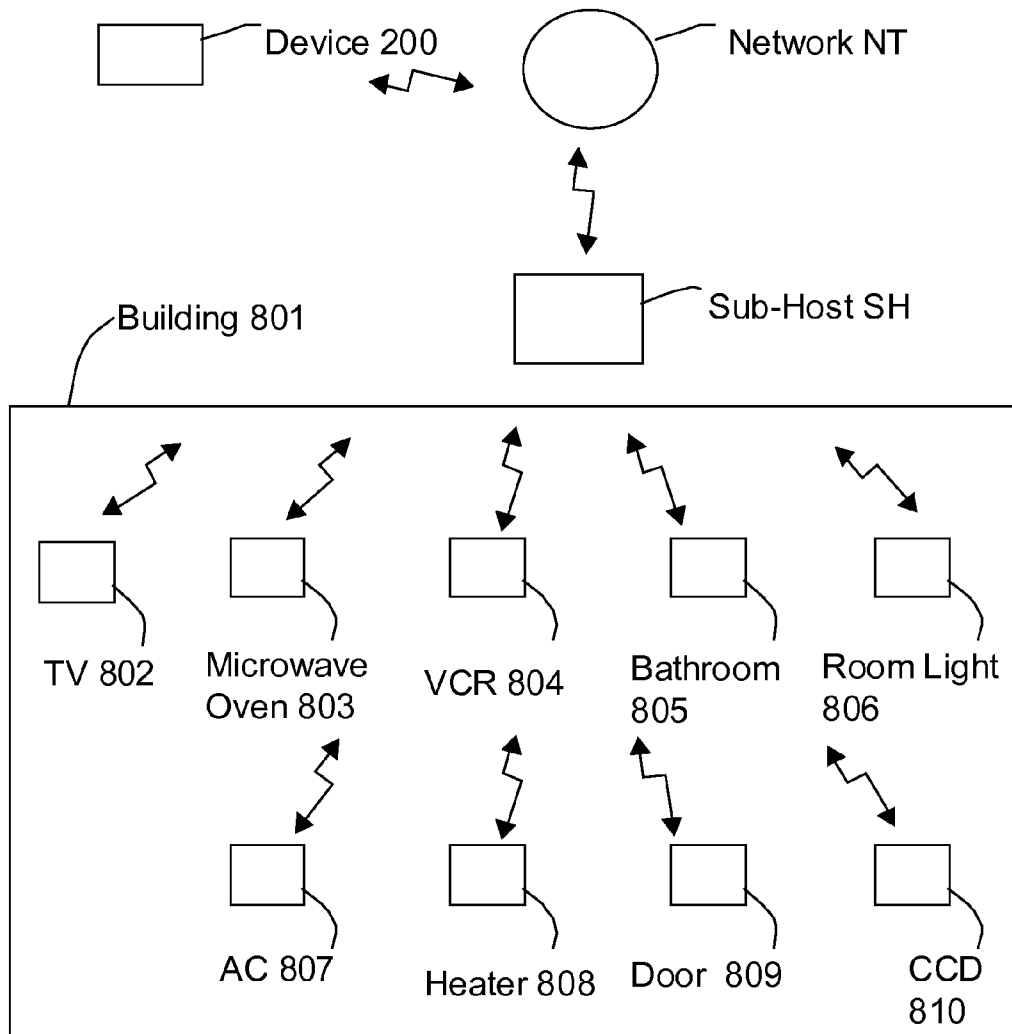 Device 200
Network NT
Sub-Host SH
Building 801
TV 802
Microwave
Oven 803
VCR 804
Bathroom
805
Room Light
806
AC 807
Heater 808
Door 809
CCD
810